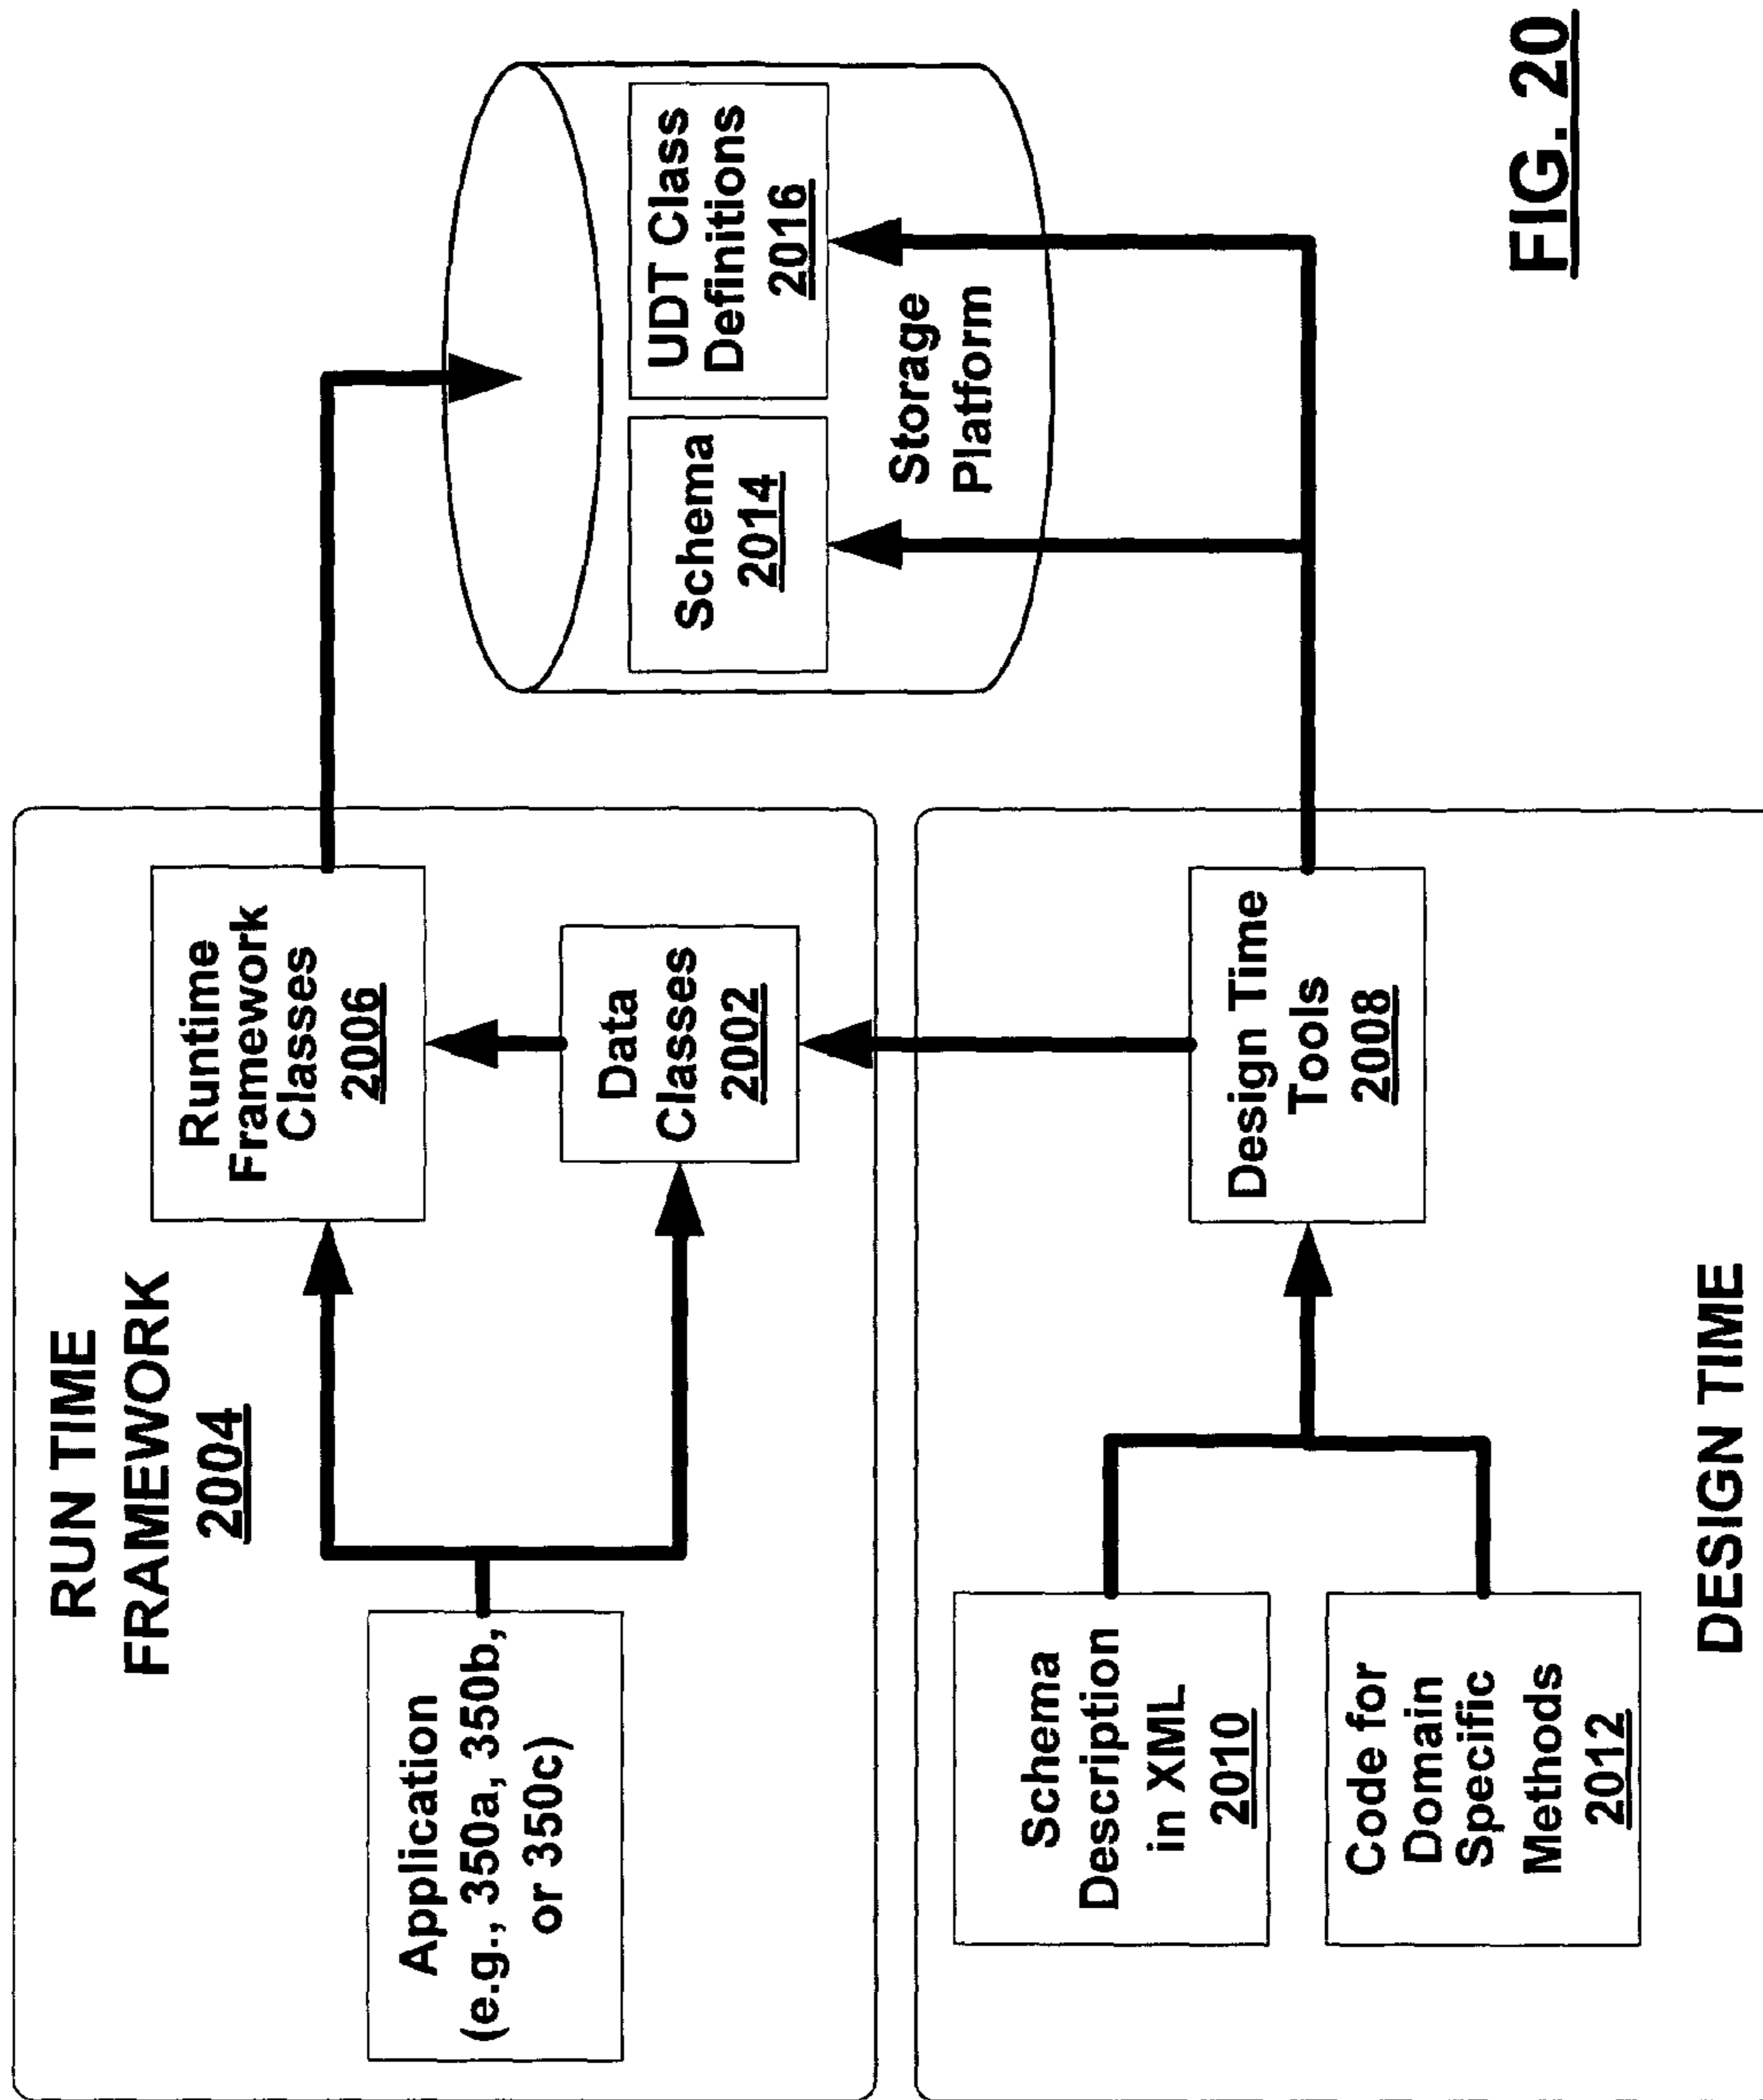 RUN TIME
FRAMEWORK
2004
Application
(e.g., 350a, 350b,
or 350c)
Runtime
Framework
Classes
2006
Data
Classes
2002
Schema
Description
in XML
2010
Code for
Domain
Specific
Methods
2012
Design Time
Tools
2008
DESIGN TIME
Schema
2014
UDT Class
Definitions
2016
Storage
Platform
FIG. 20